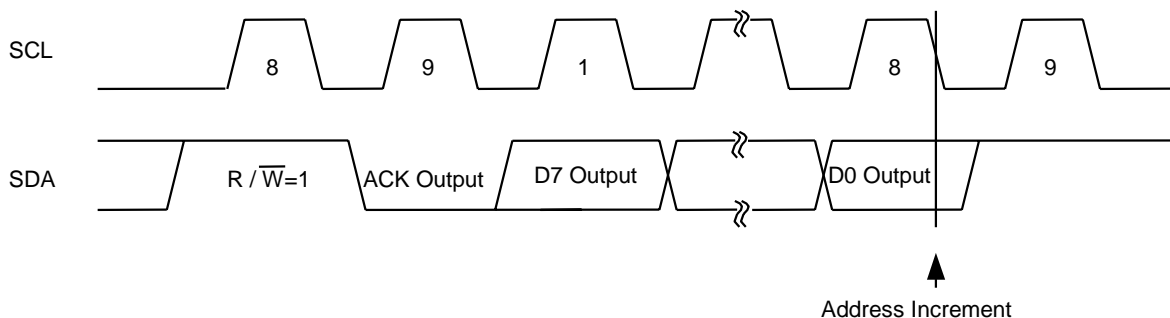 SCL
8
9
1
8
9
SDA
R / W̅=1
ACK Output
D7 Output
D0 Output
Address Increment